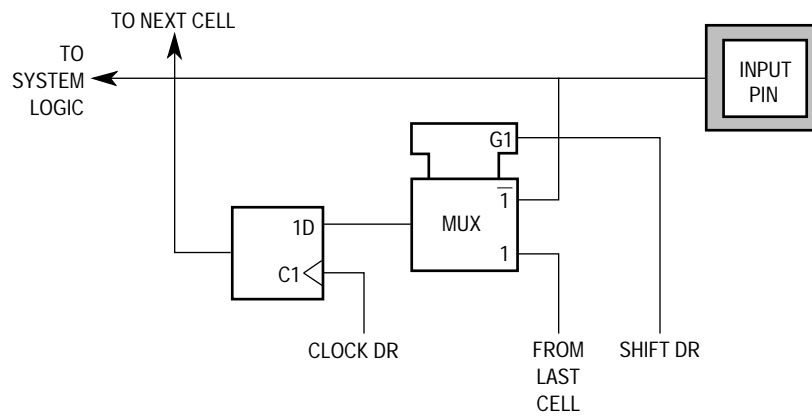 TO NEXT CELL
TO
SYSTEM
LOGIC
INPUT
PIN
G1
1
MUX
1
1D
C1
CLOCK DR
FROM
LAST
CELL
SHIFT DR